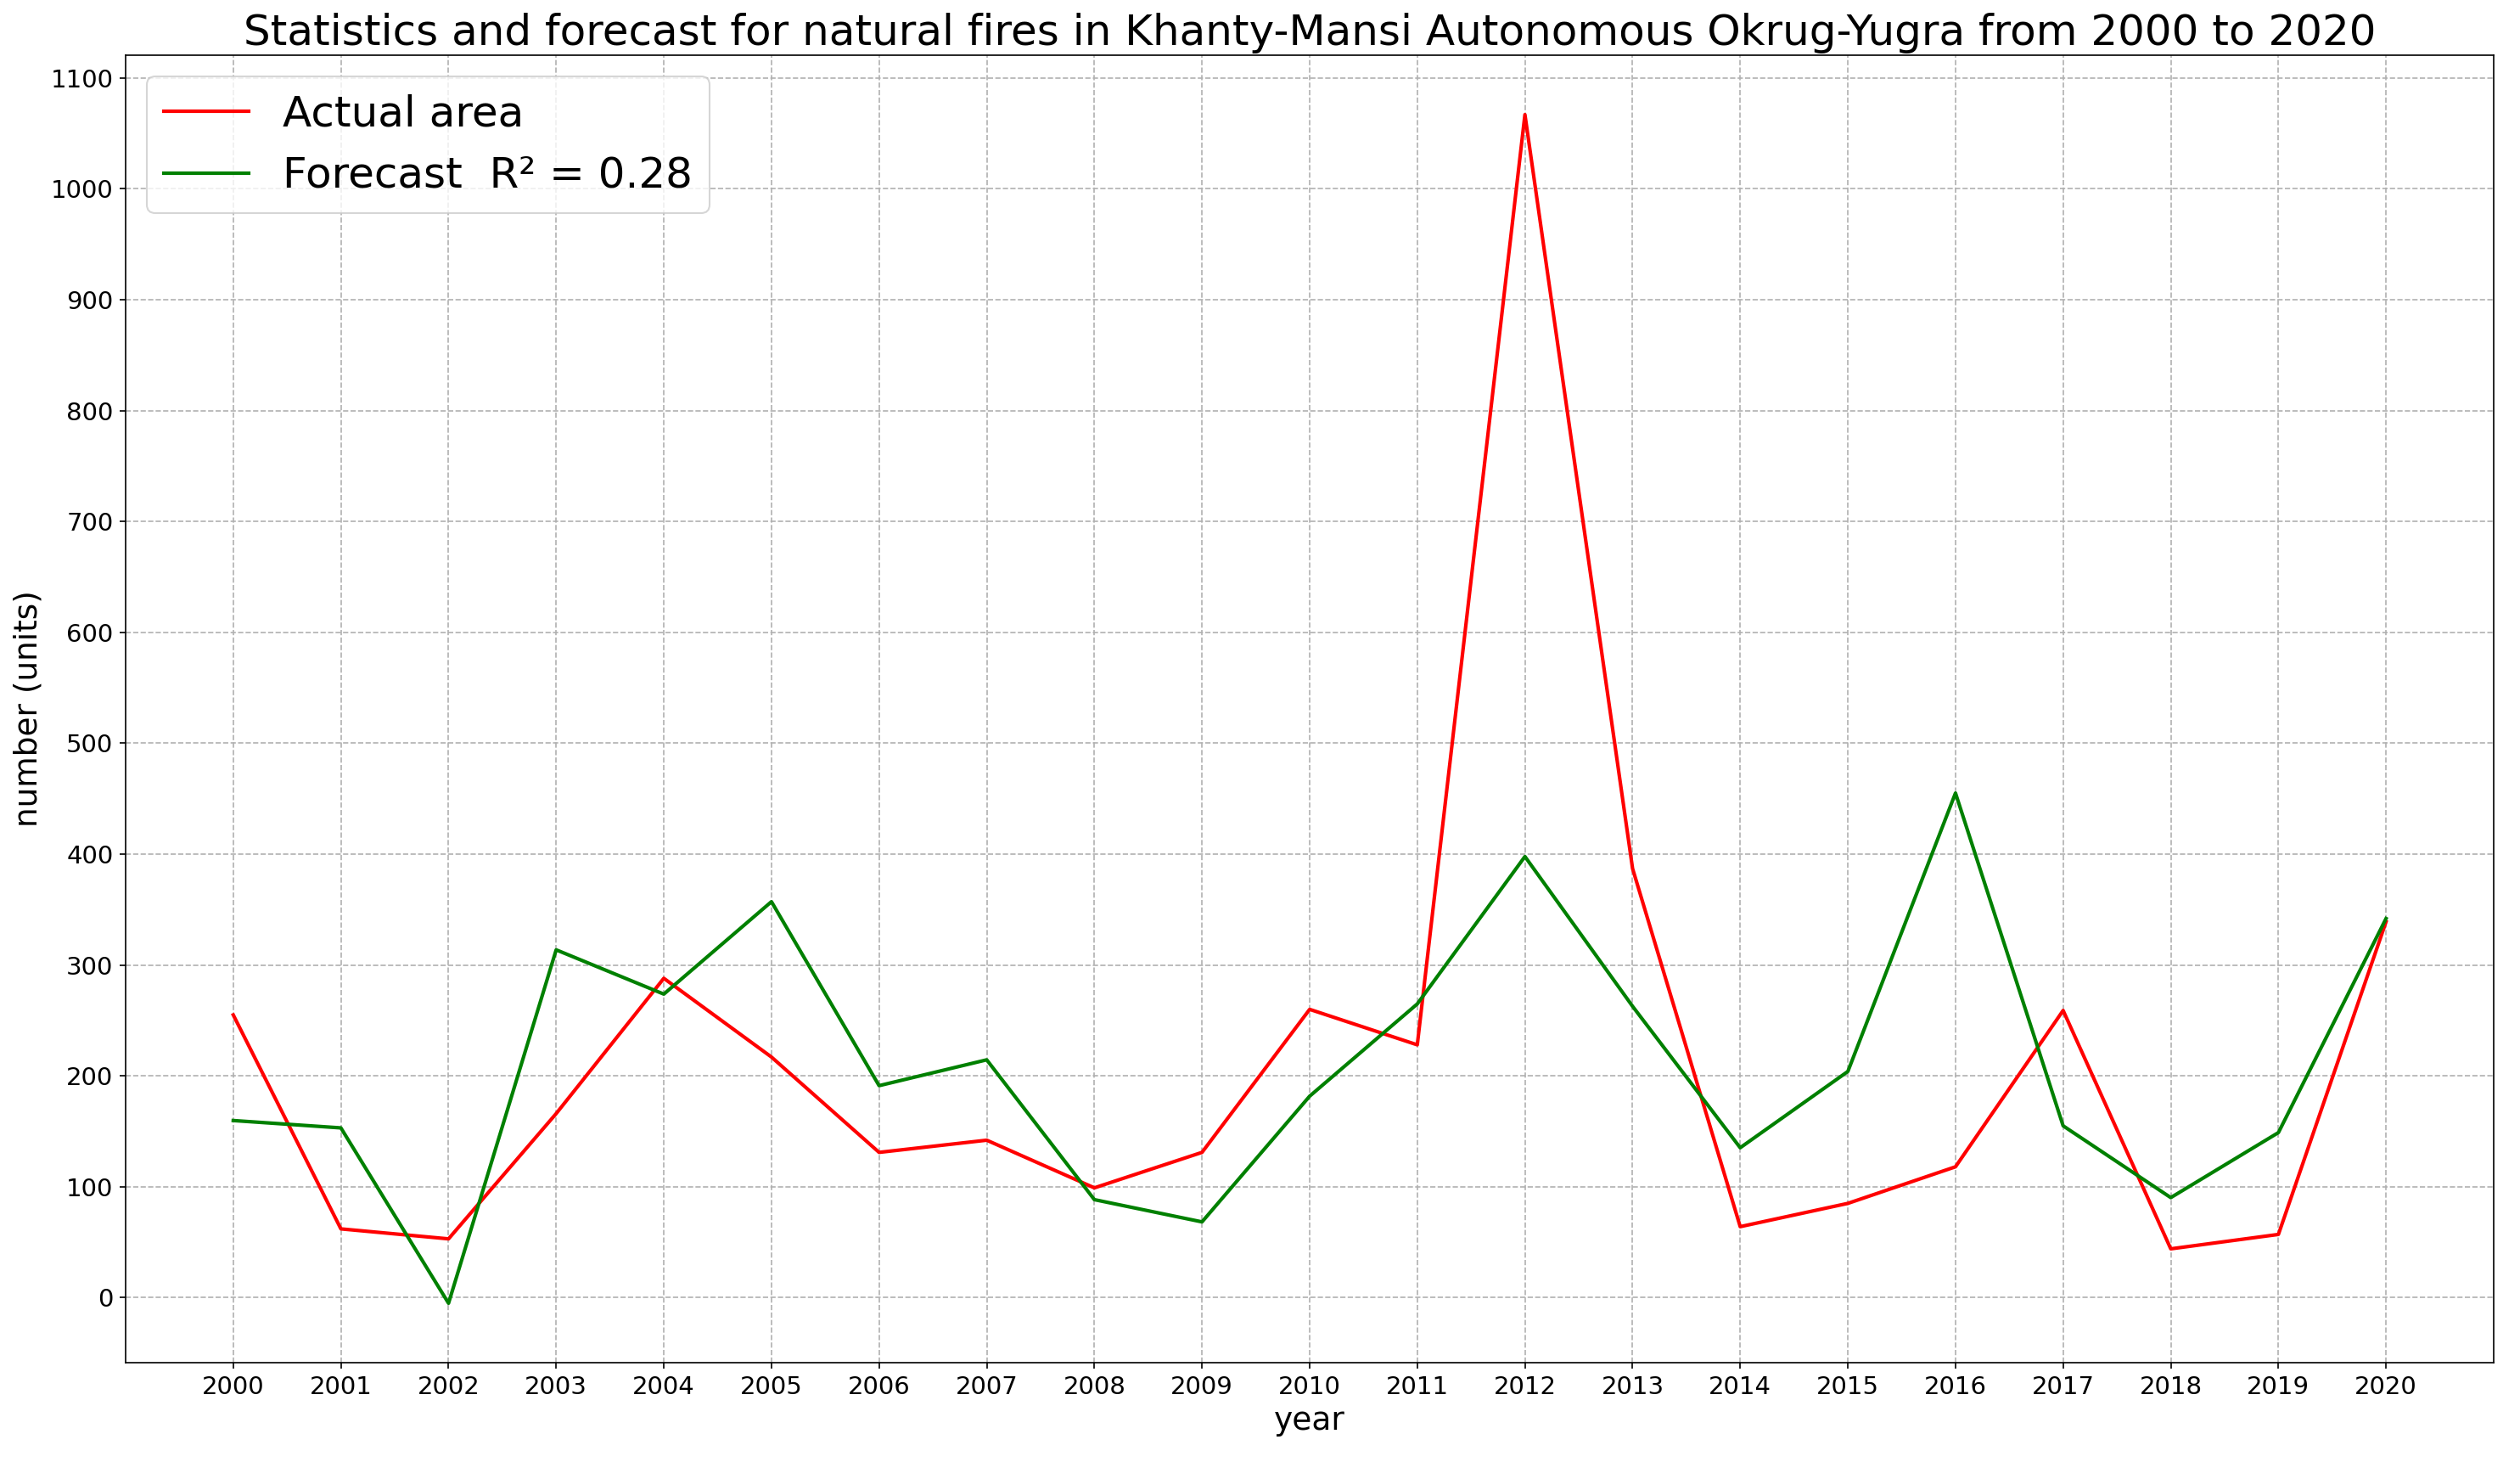 Statistics and forecast for natural fires in Khanty-Mansi Autonomous Okrug-Yugra from 2000 to 2020
Actual area
Forecast  R² = 0.28
1100
1000
900
800
700
600
500
400
300
200
100
0
number (units)
2000 2001 2002 2003 2004 2005 2006 2007 2008 2009 2010 2011 2012 2013 2014 2015 2016 2017 2018 2019 2020
year